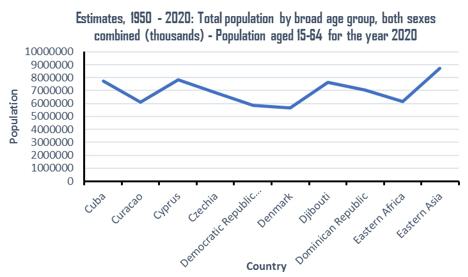 Estimates, 1950 - 2020: Total population by broad age group, both sexes
combined (thousands) - Population aged 15-64 for the year 2020
10000000
9000000
8000000
7000000
6000000
5000000
4000000
3000000
2000000
1000000
0
Population
Cuba
Curacao
Cyprus
Czechia
Democratic Republic...
Denmark
Djibouti
Dominican Republic
Eastern Africa
Eastern Asia
Country